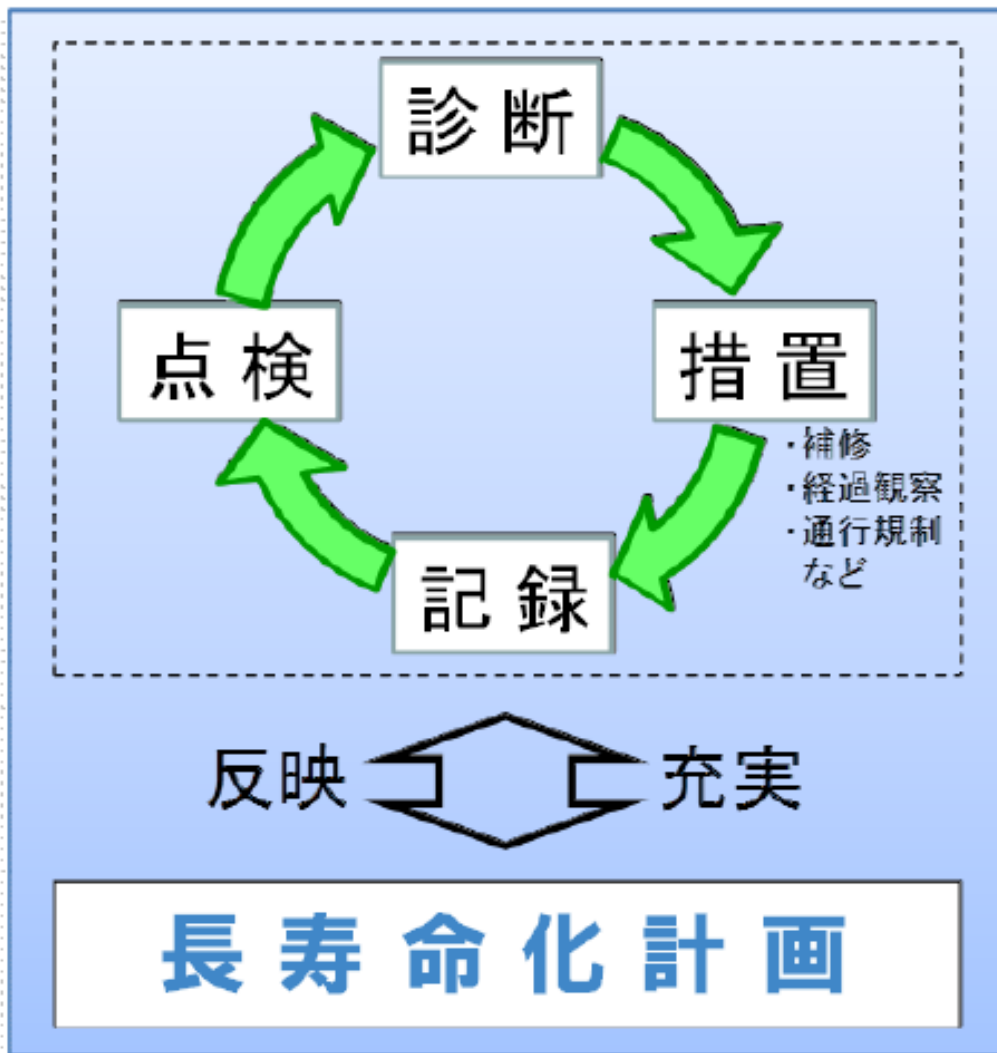 診断
点検
措置
・補修
・経過観察
・通行規制
など
記録
反映
充実
長寿命化計画